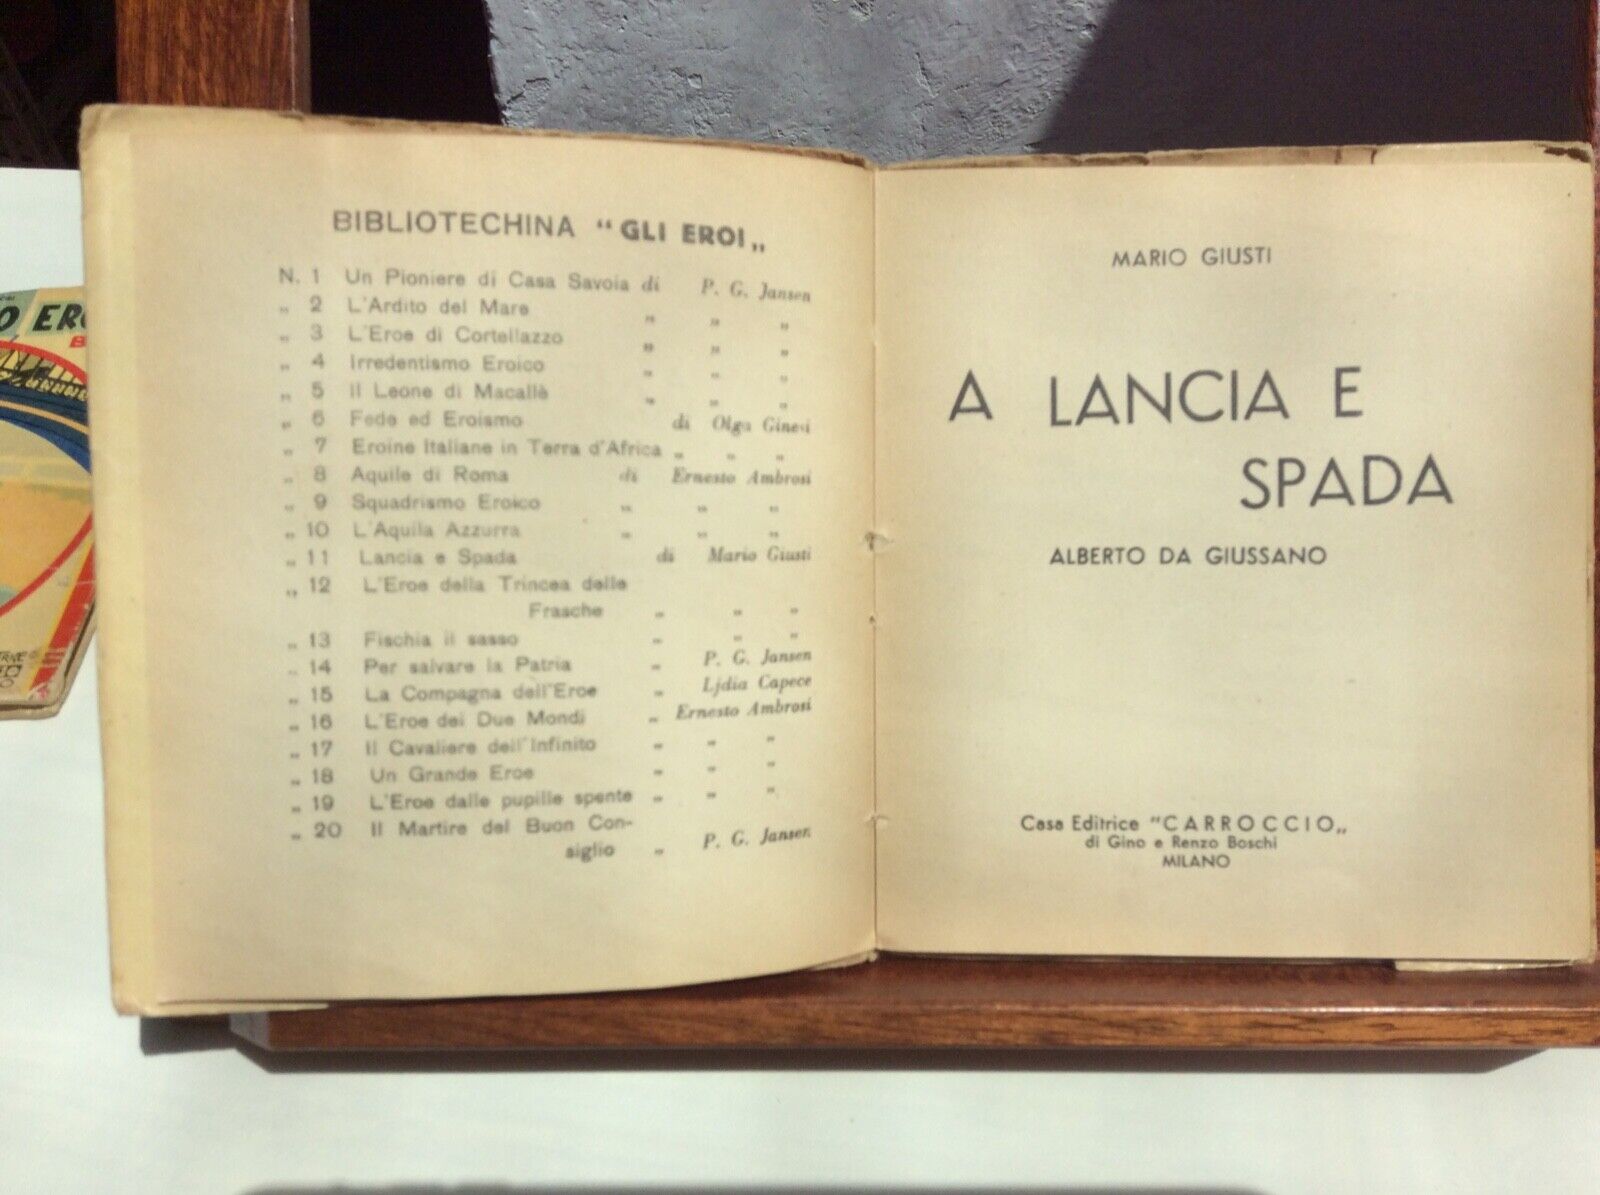 BIBLIOTECHINA “GLI EROI„
N. 1 Un Pioniere di Casa Savoia di P. G. Jansen
„ 2 L'Ardito del Mare „ „ „
„ 3 L'Eroe di Cortellazzo „ „ „
„ 4 Irredentismo Eroico „ „ „
„ 5 Il Leone di Macallè „ „ „
„ 6 Fede ed Eroismo di Olga Ginesi
„ 7 Eroine Italiane in Terra d'Africa „ „ „
„ 8 Aquile di Roma di Ernesto Ambrosi
„ 9 Squadrismo Eroico „ „ „
„ 10 L'Aquila Azzurra „ „ „
„ 11 Lancia e Spada di Mario Giusti
„ 12 L'Eroe della Trincea delle
Frasche „ „ „
„ 13 Fischia il sasso „ „ „
„ 14 Per salvare la Patria „ P. G. Jansen
„ 15 La Compagna dell'Eroe „ Ljdia Capece
„ 16 L'Eroe dei Due Mondi „ Ernesto Ambrosi
„ 17 Il Cavaliere dell'Infinito „ „ „
„ 18 Un Grande Eroe „ „ „
„ 19 L'Eroe dalle pupille spente „ „ „
„ 20 Il Martire del Buon Con-
siglio „ P. G. Jansen
MARIO GIUSTI
A LANCIA E
SPADA
ALBERTO DA GIUSSANO
Casa Editrice “CARROCCIO„
di Gino e Renzo Boschi
MILANO